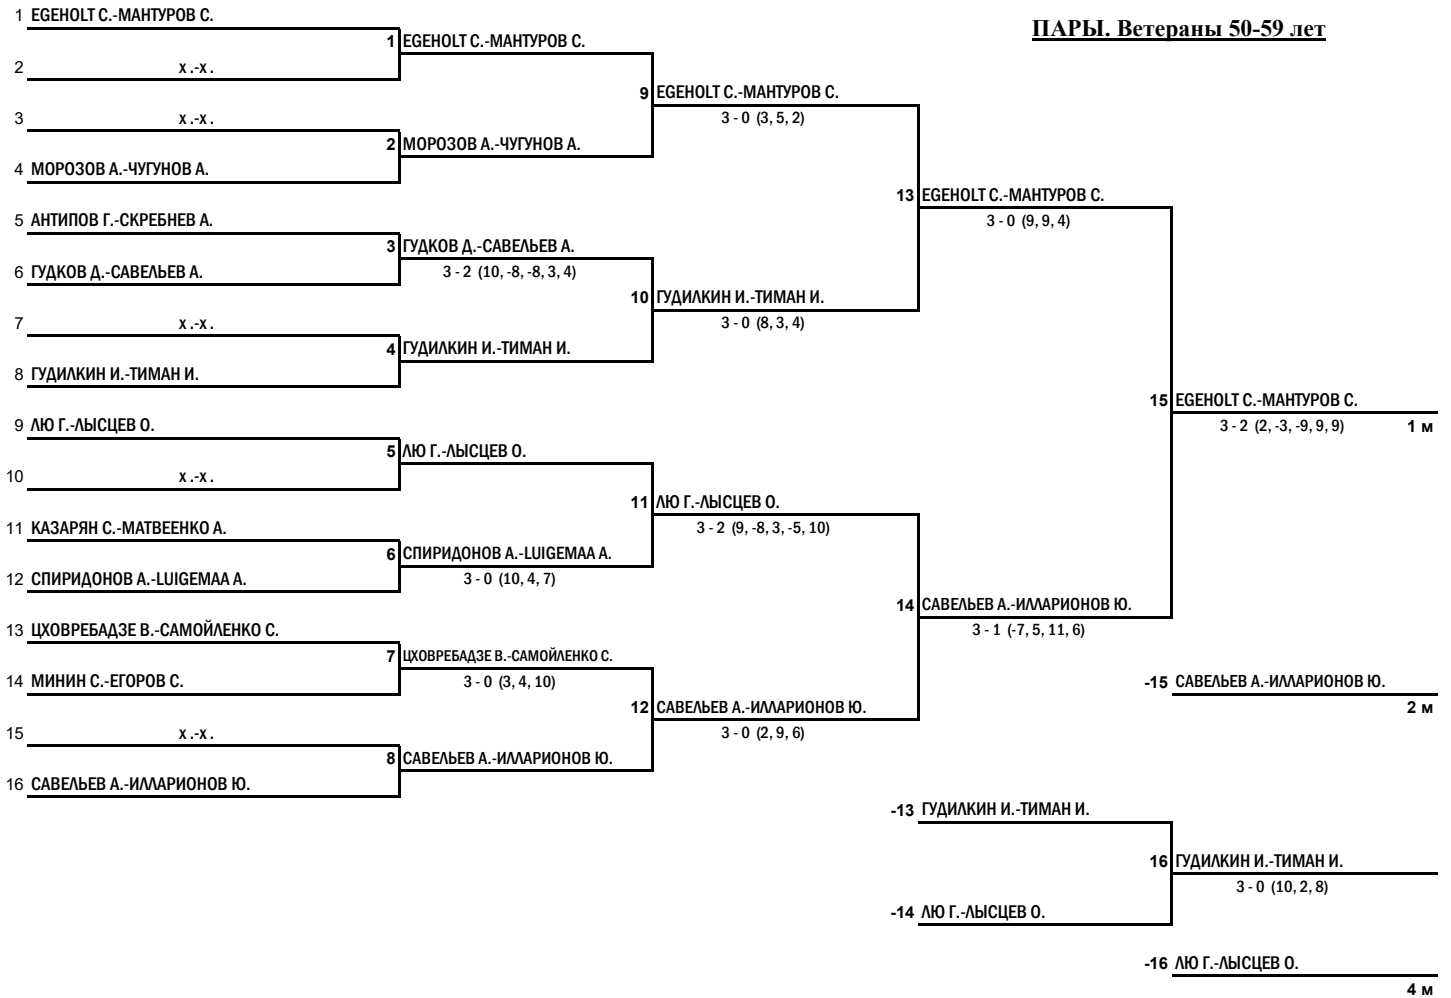 ПАРЫ. Ветераны 50-59 лет
1 EGEHOLT С.-МАНТУРОВ С.
1 EGEHOLT С.-МАНТУРОВ С.
2 х .-х .
9 EGEHOLT С.-МАНТУРОВ С.
3 - 0 (3, 5, 2)
3 х .-х .
2 МОРОЗОВ А.-ЧУГУНОВ А.
4 МОРОЗОВ А.-ЧУГУНОВ А.
13 EGEHOLT С.-МАНТУРОВ С.
3 - 0 (9, 9, 4)
5 АНТИПОВ Г.-СКРЕБНЕВ А.
3 ГУДКОВ Д.-САВЕЛЬЕВ А.
3 - 2 (10, -8, -8, 3, 4)
6 ГУДКОВ Д.-САВЕЛЬЕВ А.
10 ГУДИЛКИН И.-ТИМАН И.
3 - 0 (8, 3, 4)
7 х .-х .
4 ГУДИЛКИН И.-ТИМАН И.
8 ГУДИЛКИН И.-ТИМАН И.
15 EGEHOLT С.-МАНТУРОВ С.
3 - 2 (2, -3, -9, 9, 9) 1 м
9 ЛЮ Г.-ЛЫСЦЕВ О.
5 ЛЮ Г.-ЛЫСЦЕВ О.
10 х .-х .
11 ЛЮ Г.-ЛЫСЦЕВ О.
3 - 2 (9, -8, 3, -5, 10)
11 КАЗАРЯН С.-МАТВЕЕНКО А.
6 СПИРИДОНОВ А.-LUIGEMAA А.
3 - 0 (10, 4, 7)
12 СПИРИДОНОВ А.-LUIGEMAA А.
14 САВЕЛЬЕВ А.-ИЛЛАРИОНОВ Ю.
3 - 1 (-7, 5, 11, 6)
13 ЦХОВРЕБАДЗЕ В.-САМОЙЛЕНКО С.
7 ЦХОВРЕБАДЗЕ В.-САМОЙЛЕНКО С.
3 - 0 (3, 4, 10)
14 МИНИН С.-ЕГОРОВ С.
-15 САВЕЛЬЕВ А.-ИЛЛАРИОНОВ Ю.
2 м
12 САВЕЛЬЕВ А.-ИЛЛАРИОНОВ Ю.
3 - 0 (2, 9, 6)
15 х .-х .
8 САВЕЛЬЕВ А.-ИЛЛАРИОНОВ Ю.
16 САВЕЛЬЕВ А.-ИЛЛАРИОНОВ Ю.
-13 ГУДИЛКИН И.-ТИМАН И.
16 ГУДИЛКИН И.-ТИМАН И.
3 - 0 (10, 2, 8)
-14 ЛЮ Г.-ЛЫСЦЕВ О.
-16 ЛЮ Г.-ЛЫСЦЕВ О.
4 м